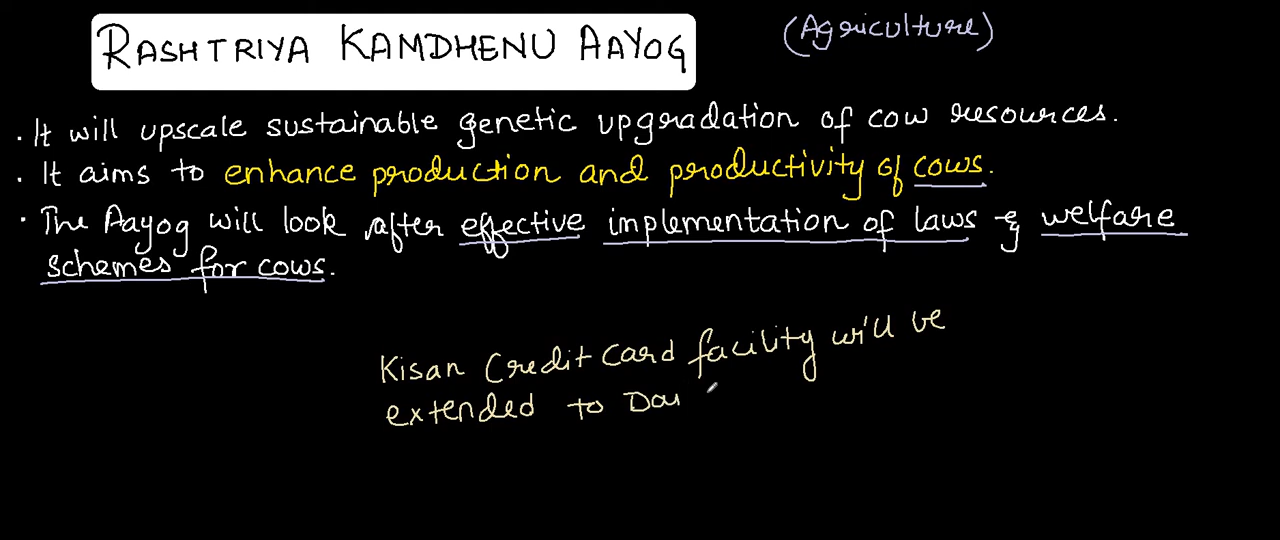 RASHTRIYA KAMDHENU AAYOG
(Agriculture)
. It will upscale sustainable genetic upgradation of cow resources.
. It aims to enhance production and productivity of cows.
. The Aayog will look after effective implementation of laws & welfare
schemes for cows.
Kisan Credit Card facility will be
extended to Dai